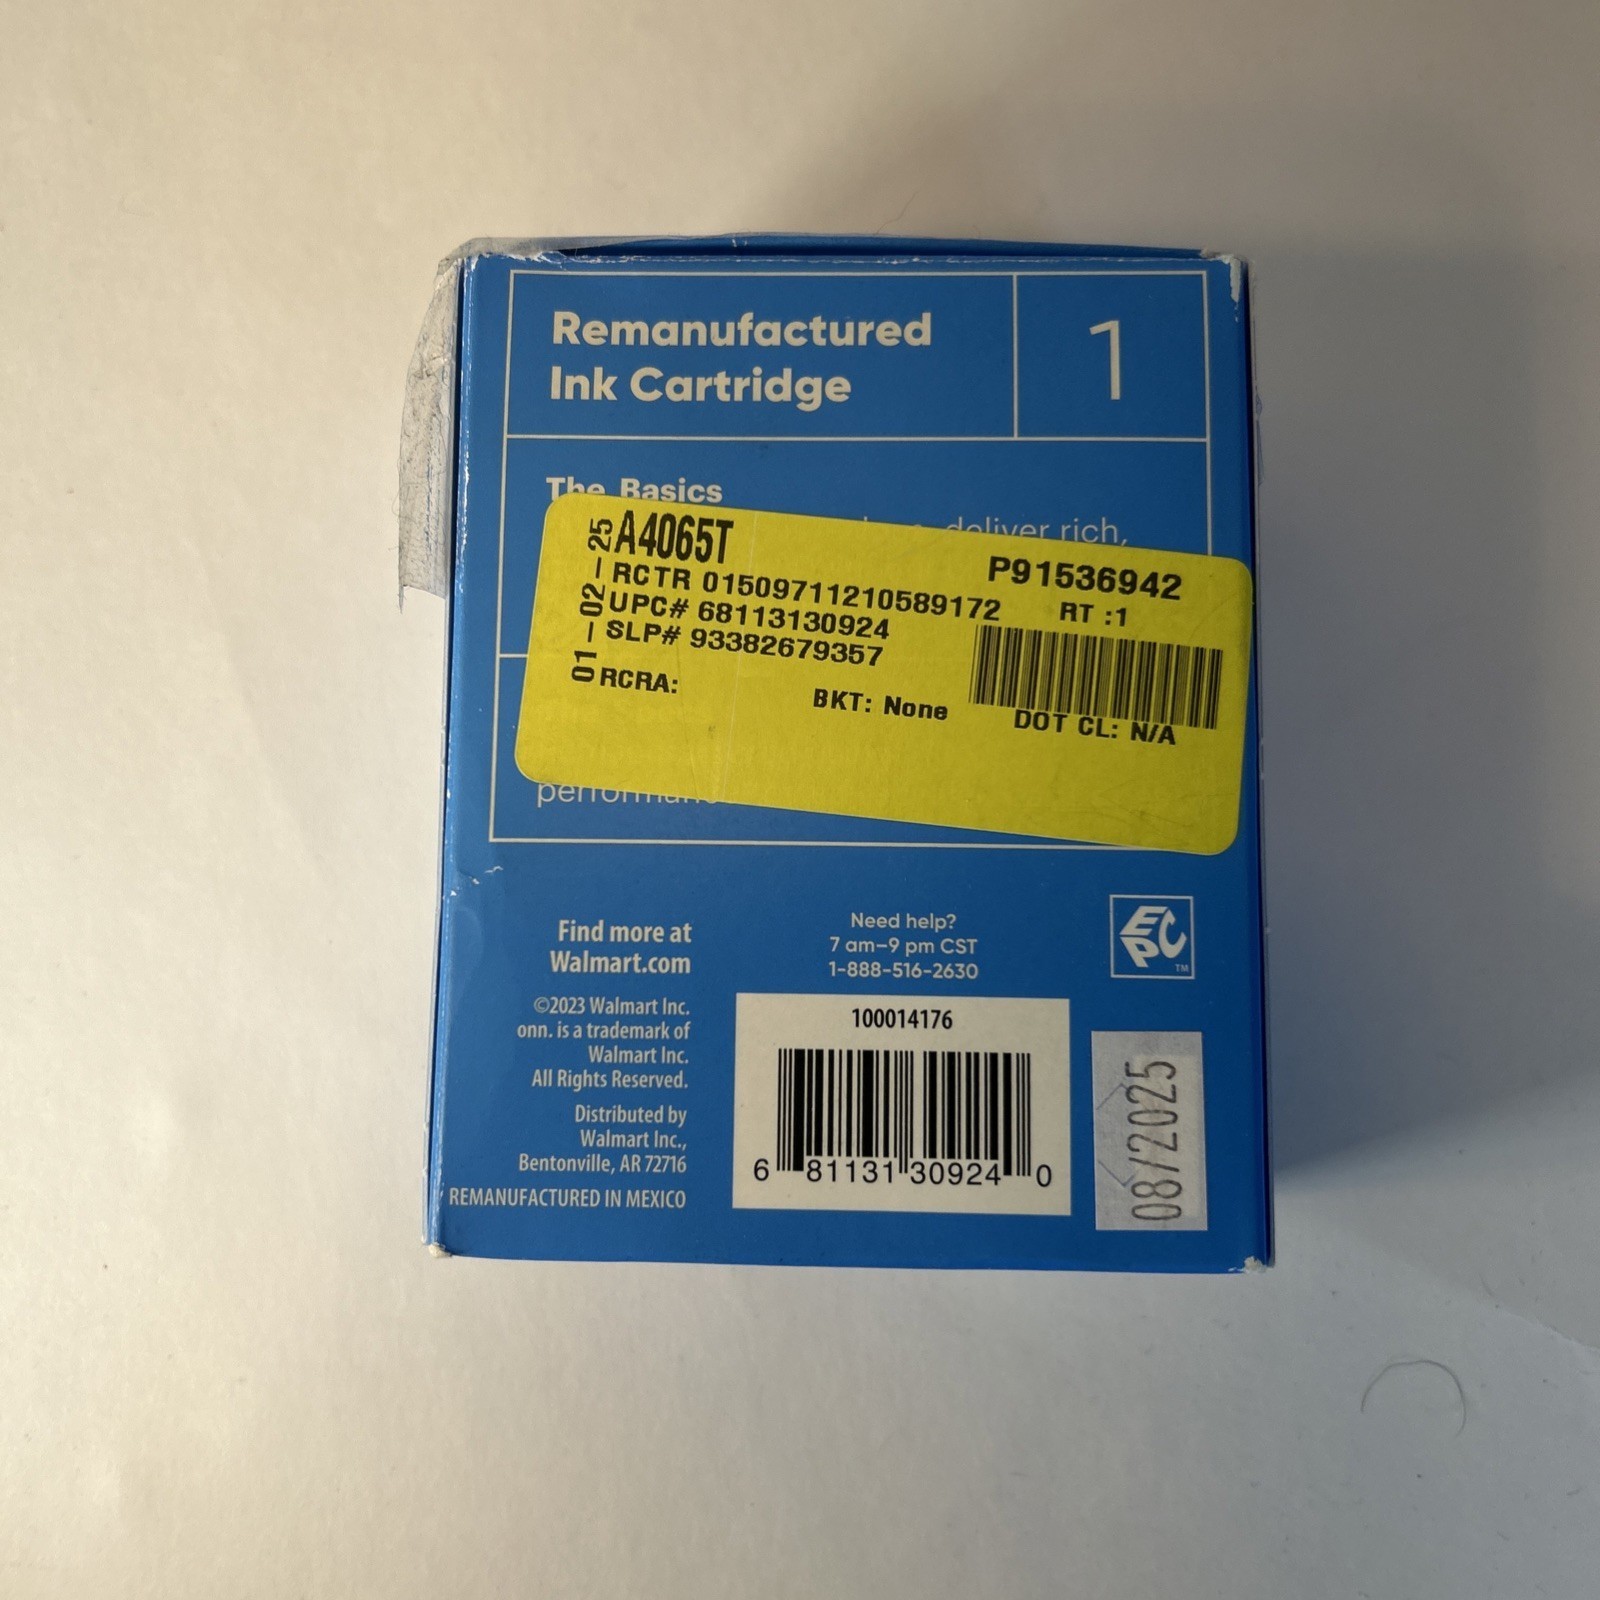 Remanufactured
Ink Cartridge
1
The Basics
deliver rich,
01-02-25
A4065T
P91536942
RCTR 01509711210589172
RT :1
UPC# 68113130924
SLP# 93382679357
RCRA:
BKT: None
DOT CL: N/A
Find more at
Walmart.com
©2023 Walmart Inc.
onn. is a trademark of
Walmart Inc.
All Rights Reserved.
Distributed by
Walmart Inc.,
Bentonville, AR 72716
REMANUFACTURED IN MEXICO
Need help?
7 am–9 pm CST
1-888-516-2630
EPC
TM
100014176
6 81131 30924 0
08/2025